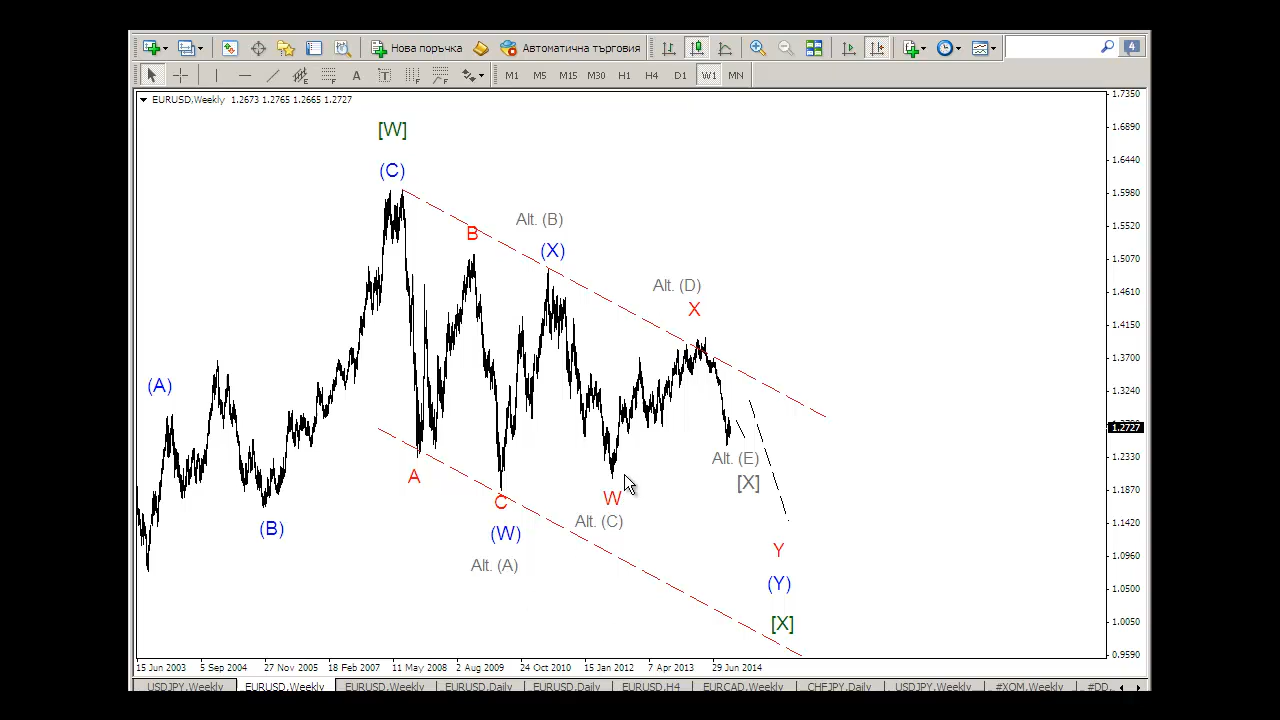 Нова поръчка Автоматична търговия 4
A T F M1 M5 M15 M30 H1 H4 D1 W1 MN
EURUSD,Weekly 1.2673 1.2765 1.2665 1.2727
1.7350
[W]
1.6890
(C)
1.6440
1.5980
Alt. (B)
1.5520
B
(X)
1.5070
Alt. (D)
1.4610
X
1.4150
1.3700
(A)
1.3240
1.2727
Alt. (E)
1.2330
A
[X]
1.1870
C
W
Alt. (C)
1.1420
(B)
(W)
Y
1.0960
Alt. (A)
(Y)
1.0500
[X]
1.0050
0.9590
15 Jun 2003 5 Sep 2004 27 Nov 2005 18 Feb 2007 11 May 2008 2 Aug 2009 24 Oct 2010 15 Jan 2012 7 Apr 2013 29 Jun 2014
USDJPY,Weekly EURUSD,Weekly EURUSD,Weekly EURUSD,Daily EURUSD,Daily EURUSD,H4 EURCAD,Weekly CHFJPY,Daily USDJPY,Weekly #XOM,Weekly #DD